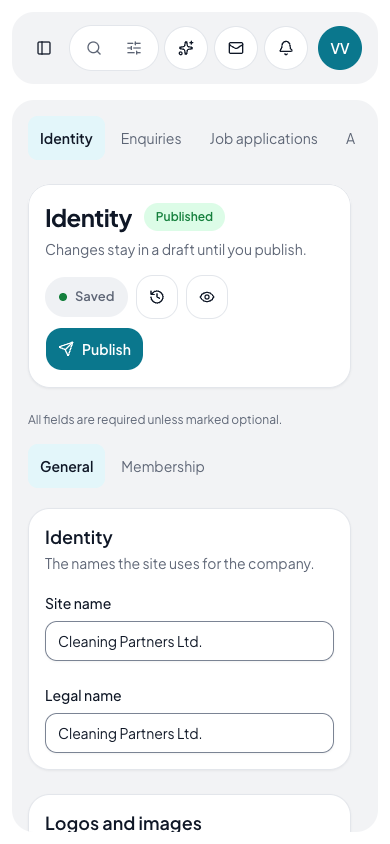 VV
Identity
Enquiries
Job applications
A
Identity
Published
Changes stay in a draft until you publish.
Saved
Publish
All fields are required unless marked optional.
General
Membership
Identity
The names the site uses for the company.
Site name
Cleaning Partners Ltd.
Legal name
Cleaning Partners Ltd.
Logos and images